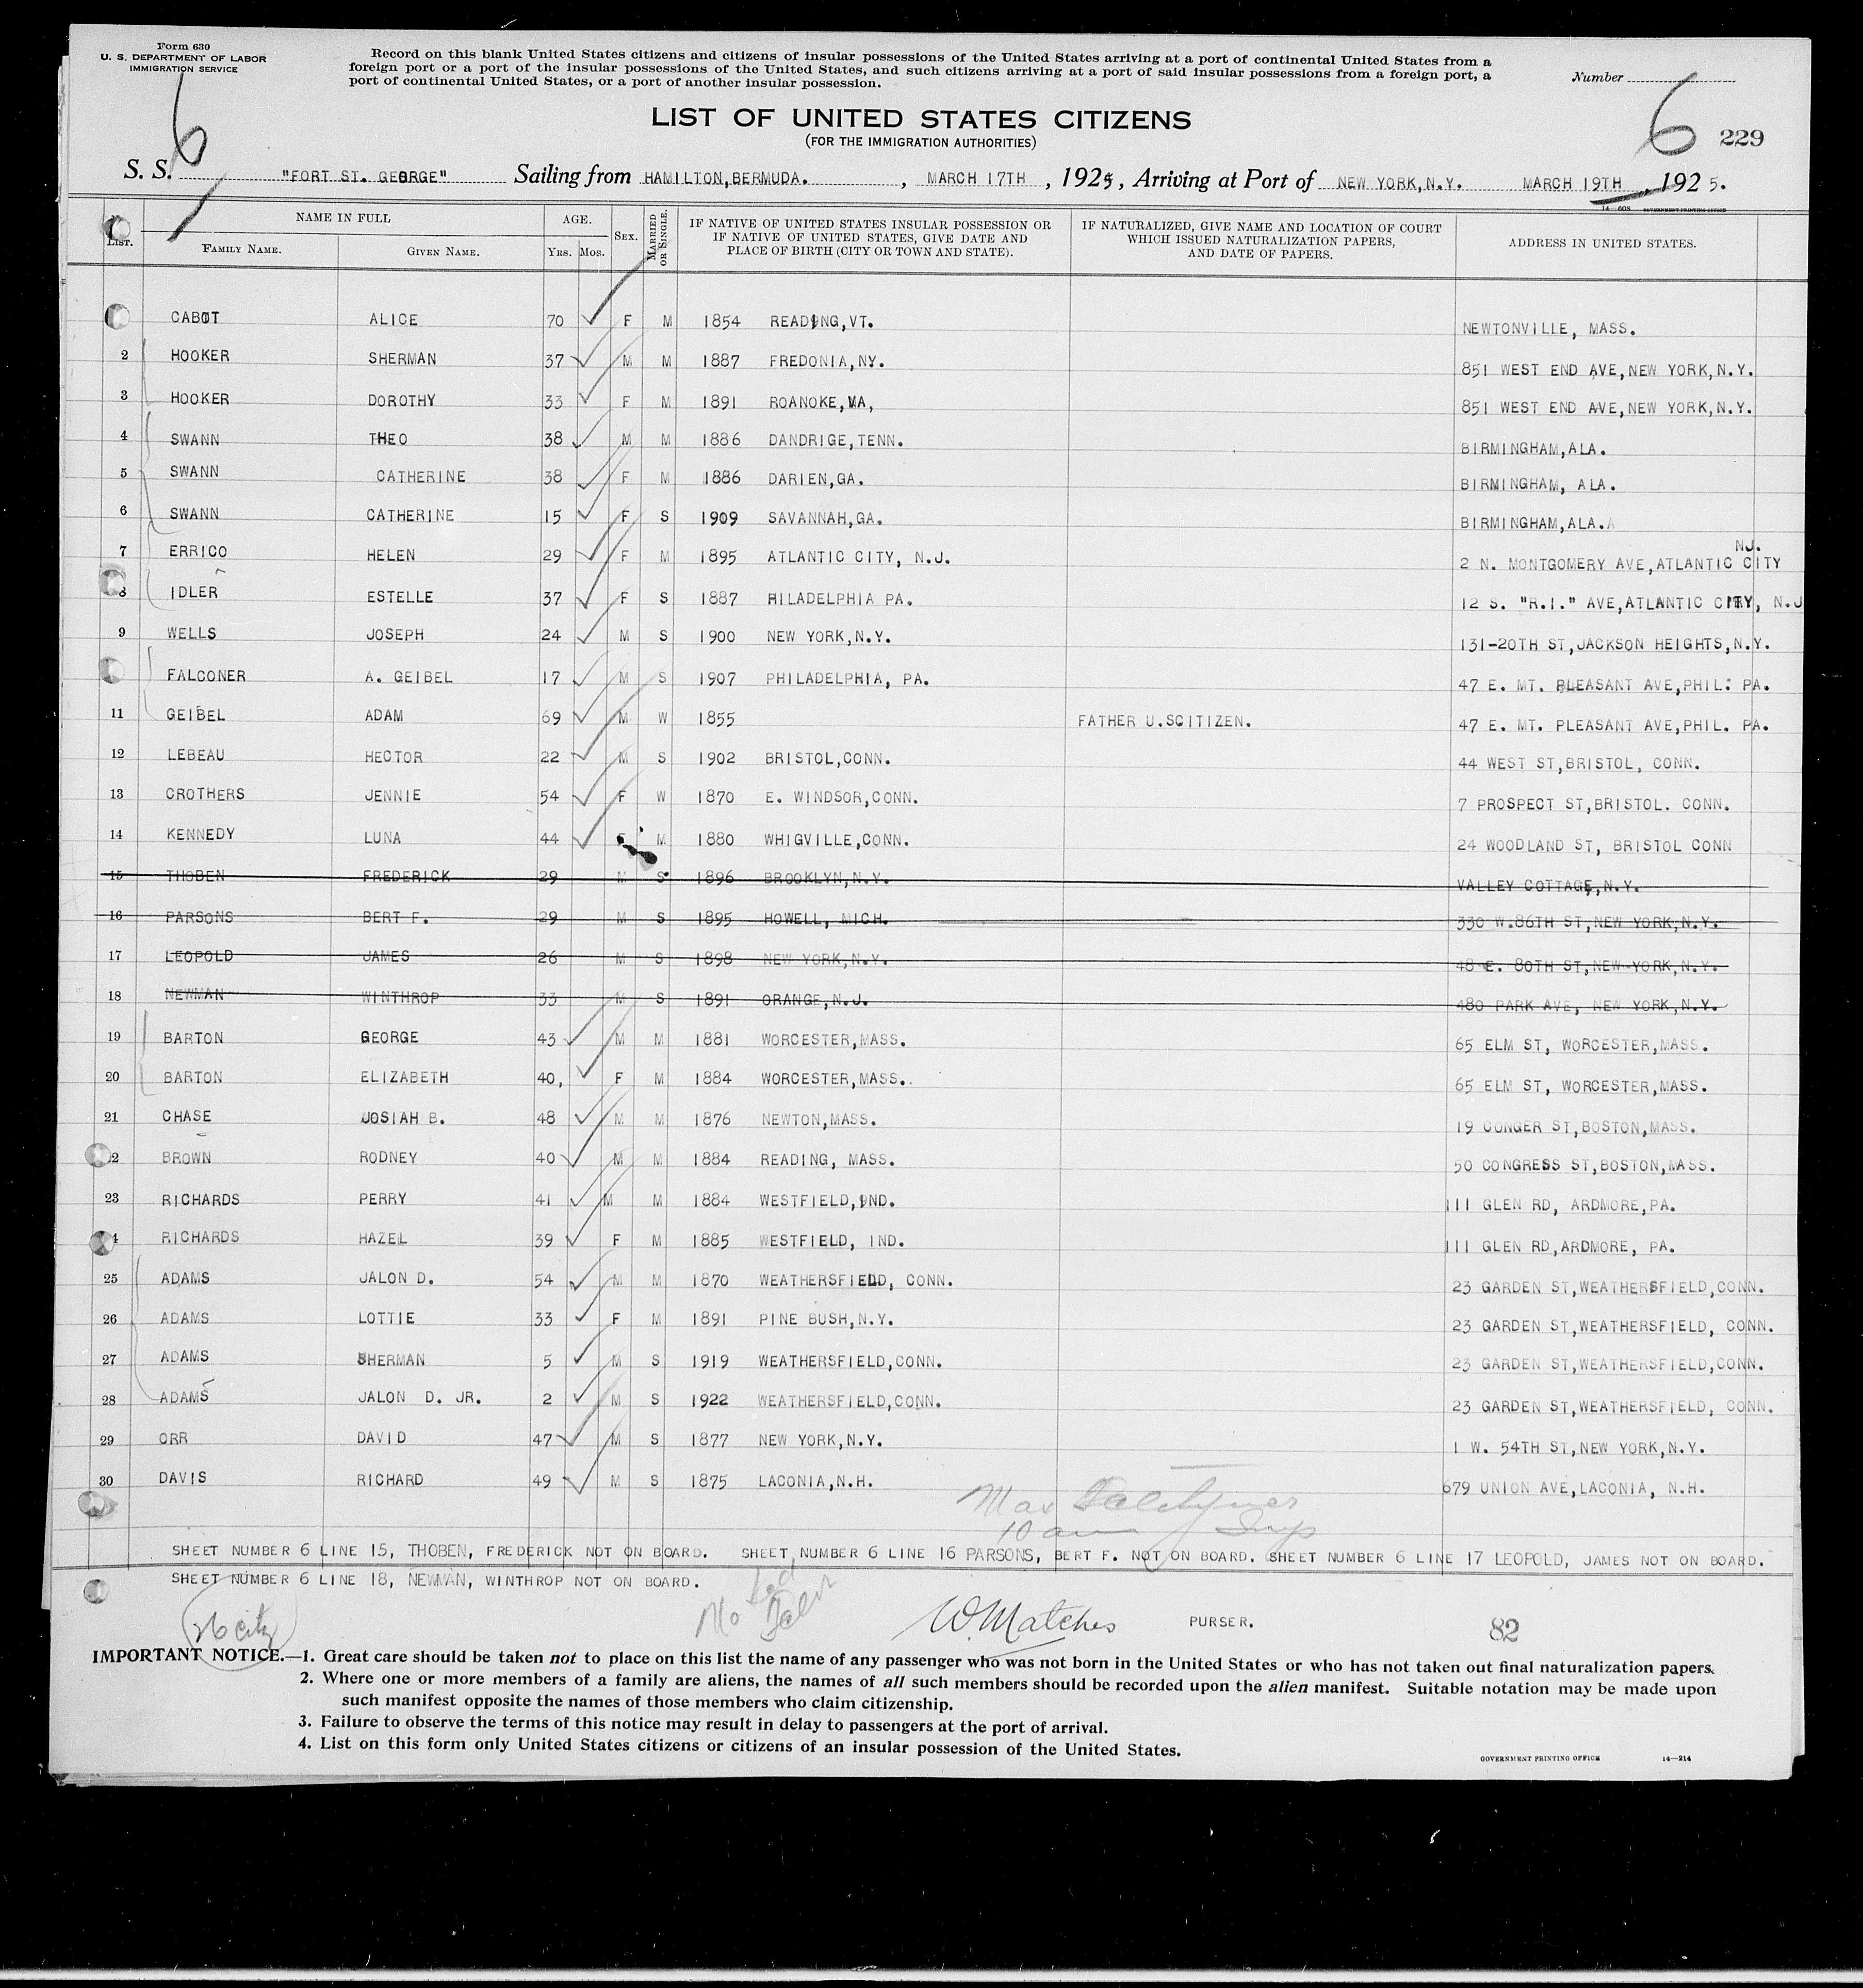 Form 630
U. S. DEPARTMENT OF LABOR
IMMIGRATION SERVICE
Record on this blank United States citizens and citizens of insular possessions of the United States arriving at a port of continental United States from a
foreign port or a port of the insular possessions of the United States, and such citizens arriving at a port of said insular possessions from a foreign port, a
port of continental United States, or a port of another insular possession.
Number
6
6
229
LIST OF UNITED STATES CITIZENS
(FOR THE IMMIGRATION AUTHORITIES)
S. S. "FORT ST. GEORGE" Sailing from HAMILTON,BERMUDA. , MARCH 17TH , 1925, Arriving at Port of NEW YORK,N.Y. MARCH 19TH , 1925.
LIST. NAME IN FULL FAMILY NAME. GIVEN NAME. AGE. YRS. MOS. SEX. MARRIED OR SINGLE. IF NATIVE OF UNITED STATES INSULAR POSSESSION OR IF NATIVE OF UNITED STATES, GIVE DATE AND PLACE OF BIRTH (CITY OR TOWN AND STATE). IF NATURALIZED, GIVE NAME AND LOCATION OF COURT WHICH ISSUED NATURALIZATION PAPERS, AND DATE OF PAPERS. ADDRESS IN UNITED STATES.
CABOT ALICE 70 F M 1854 READING,VT. NEWTONVILLE, MASS.
2 HOOKER SHERMAN 37 M M 1887 FREDONIA,NY. 851 WEST END AVE,NEW YORK,N.Y.
3 HOOKER DOROTHY 33 F M 1891 ROANOKE,VA, 851 WEST END AVE,NEW YORK,N.Y.
4 SWANN THEO 38 M M 1886 DANDRIGE,TENN. BIRMINGHAM,ALA.
5 SWANN CATHERINE 38 F M 1886 DARIEN,GA. BIRMINGHAM, ALA.
6 SWANN CATHERINE 15 F S 1909 SAVANNAH,GA. BIRMINGHAM,ALA.
7 ERRICO HELEN 29 F M 1895 ATLANTIC CITY, N.J. 2 N. MONTGOMERY AVE,ATLANTIC CITY NJ.
8 IDLER ESTELLE 37 F S 1887 HILADELPHIA PA. 12 S. "R.I." AVE,ATLANTIC CITY, N.J
9 WELLS JOSEPH 24 M S 1900 NEW YORK,N.Y. 131-20TH ST,JACKSON HEIGHTS,N.Y.
FALCONER A. GEIBEL 17 M S 1907 PHILADELPHIA, PA. 47 E. MT. PLEASANT AVE,PHIL. PA.
11 GEIBEL ADAM 69 M W 1855 FATHER U.SCITIZEN. 47 E. MT. PLEASANT AVE,PHIL. PA.
12 LEBEAU HECTOR 22 M S 1902 BRISTOL,CONN. 44 WEST ST,BRISTOL, CONN.
13 CROTHERS JENNIE 54 F W 1870 E. WINDSOR,CONN. 7 PROSPECT ST,BRISTOL. CONN.
14 KENNEDY LUNA 44 M 1880 WHIGVILLE,CONN. 24 WOODLAND ST, BRISTOL CONN
15 THOBEN FREDERICK 29 M S 1896 BROOKLYN,N.Y. VALLEY COTTAGE,N.Y.
16 PARSONS BERT F. 29 M S 1895 HOWELL, MICH. 330 W.86TH ST,NEW YORK,N.Y.
17 LEOPOLD JAMES 26 M S 1898 NEW YORK,N.Y. 48 E. 80TH ST,NEW YORK,N.Y.
18 NEWMAN WINTHROP 33 M S 1891 ORANGE,N.J. 480 PARK AVE, NEW YORK,N.Y.
19 BARTON GEORGE 43 M M 1881 WORCESTER,MASS. 65 ELM ST, WORCESTER,MASS.
20 BARTON ELIZABETH 40, F M 1884 WORCESTER,MASS. 65 ELM ST, WORCESTER,MASS.
21 CHASE JOSIAH B. 48 M M 1876 NEWTON,MASS. 19 CONGER ST,BOSTON,MASS.
2 BROWN RODNEY 40 M M 1884 READING, MASS. 50 CONGRESS ST,BOSTON,MASS.
23 RICHARDS PERRY 41 M M 1884 WESTFIELD,IND. 111 GLEN RD, ARDMORE,PA.
4 RICHARDS HAZEL 39 F M 1885 WESTFIELD, IND. 111 GLEN RD,ARDMORE, PA.
25 ADAMS JALON D. 54 M M 1870 WEATHERSFIELD, CONN. 23 GARDEN ST,WEATHERSFIELD,CONN.
26 ADAMS LOTTIE 33 F M 1891 PINE BUSH,N.Y. 23 GARDEN ST,WEATHERSFIELD, CONN.
27 ADAMS SHERMAN 5 M S 1919 WEATHERSFIELD,CONN. 23 GARDEN ST,WEATHERSFIELD,CONN.
28 ADAMS JALON D. JR. 2 M S 1922 WEATHERSFIELD,CONN. 23 GARDEN ST,WEATHERSFIELD, CONN.
29 ORR DAVID 47 M S 1877 NEW YORK,N.Y. 1 W. 54TH ST,NEW YORK,N.Y.
30 DAVIS RICHARD 49 M S 1875 LACONIA,N.H. 679 UNION AVE,LACONIA, N.H.
Max
10 am Insp
SHEET NUMBER 6 LINE 15, THOBEN, FREDERICK NOT ON BOARD. SHEET NUMBER 6 LINE 16 PARSONS, BERT F. NOT ON BOARD. SHEET NUMBER 6 LINE 17 LEOPOLD, JAMES NOT ON BOARD.
SHEET NUMBER 6 LINE 18, NEWMAN, WINTHROP NOT ON BOARD.
26 city
W. Matches PURSER.
82
IMPORTANT NOTICE.—1. Great care should be taken not to place on this list the name of any passenger who was not born in the United States or who has not taken out final naturalization papers.
2. Where one or more members of a family are aliens, the names of all such members should be recorded upon the alien manifest. Suitable notation may be made upon
such manifest opposite the names of those members who claim citizenship.
3. Failure to observe the terms of this notice may result in delay to passengers at the port of arrival.
4. List on this form only United States citizens or citizens of an insular possession of the United States.
GOVERNMENT PRINTING OFFICE 14—214